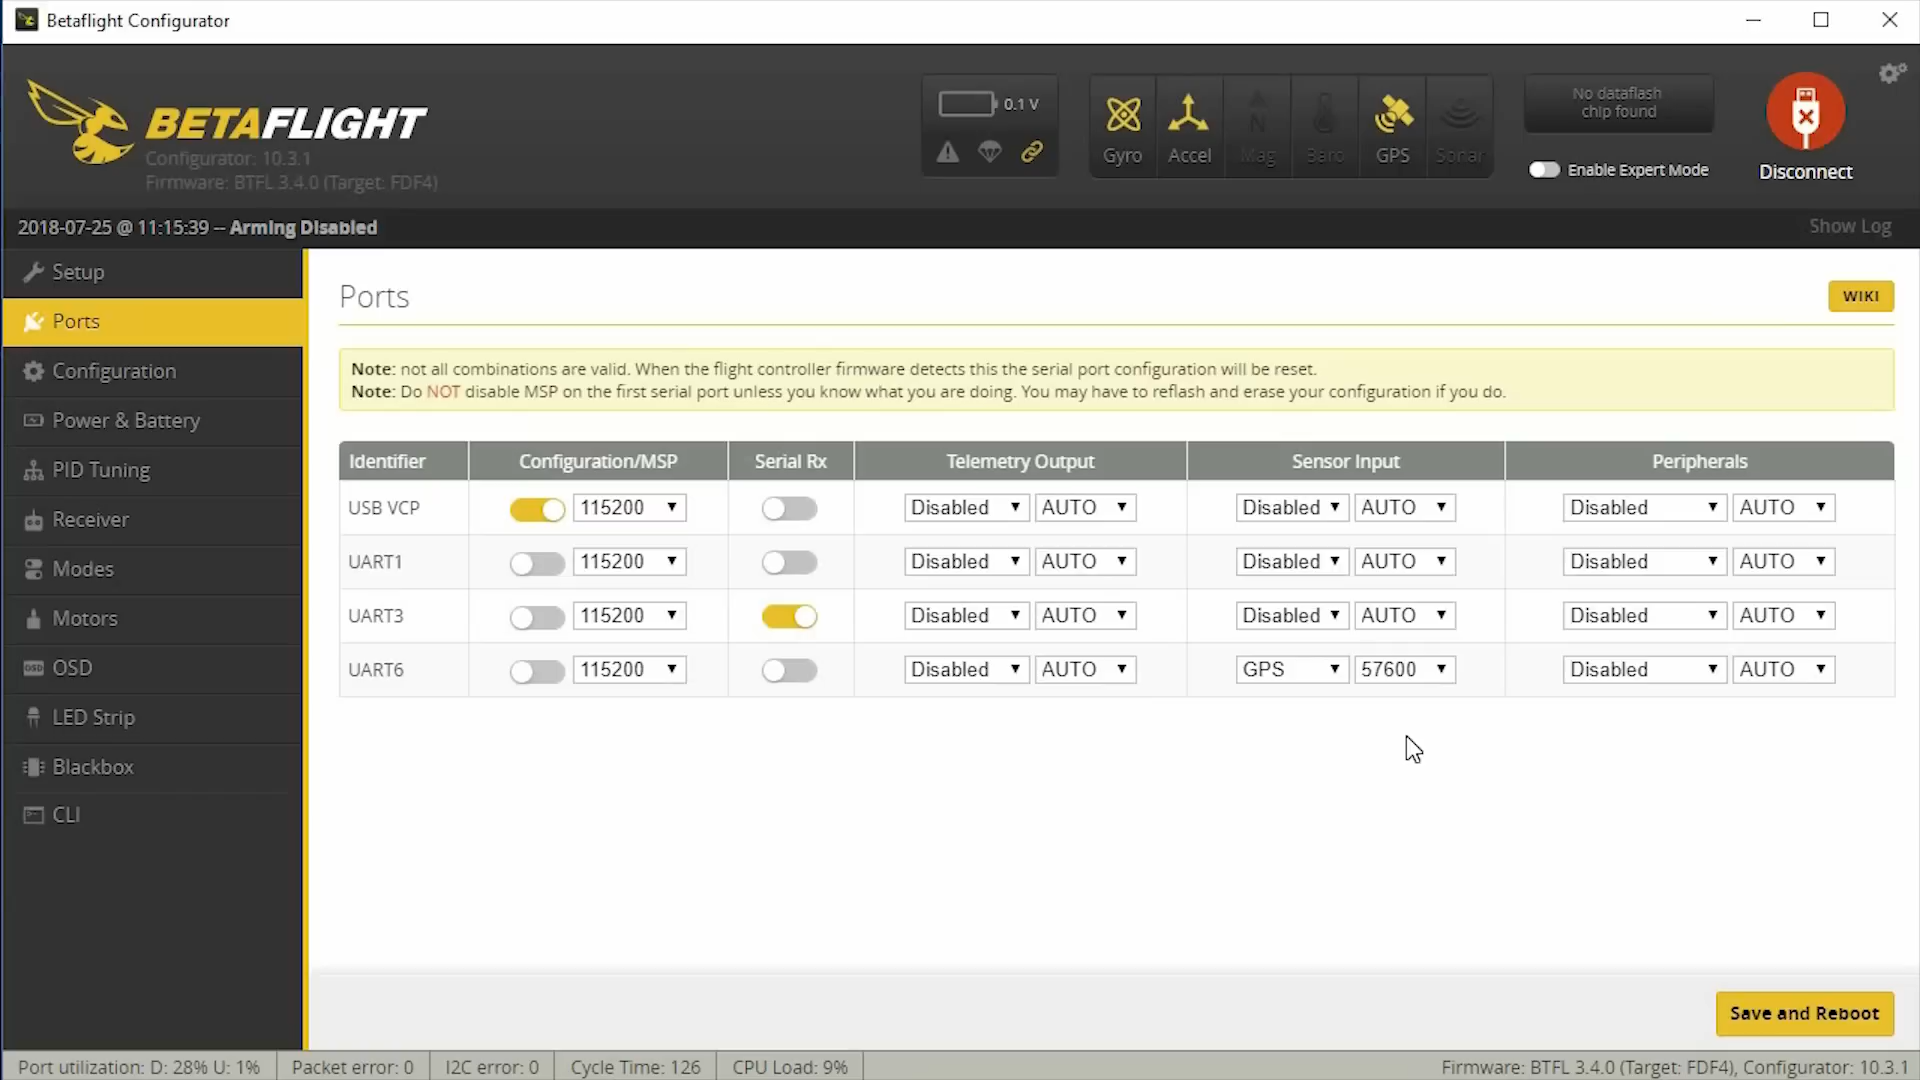 Betaflight Configurator
BETAFLIGHT
Configurator: 10.3.1
Firmware: BTFL 3.4.0 (Target: FDF4)
0.1 V
Gyro
Accel
Mag
Baro
GPS
Sonar
No dataflash
chip found
Enable Expert Mode
Disconnect
2018-07-25 @ 11:15:39 -- Arming Disabled
Show Log
Setup
Ports
Configuration
Power & Battery
PID Tuning
Receiver
Modes
Motors
OSD
LED Strip
Blackbox
CLI
Ports
WIKI
Note: not all combinations are valid. When the flight controller firmware detects this the serial port configuration will be reset.
Note: Do NOT disable MSP on the first serial port unless you know what you are doing. You may have to reflash and erase your configuration if you do.
Identifier Configuration/MSP Serial Rx Telemetry Output Sensor Input Peripherals
USB VCP 115200 Disabled AUTO Disabled AUTO Disabled AUTO
UART1 115200 Disabled AUTO Disabled AUTO Disabled AUTO
UART3 115200 Disabled AUTO Disabled AUTO Disabled AUTO
UART6 115200 Disabled AUTO GPS 57600 Disabled AUTO
Save and Reboot
Port utilization: D: 28% U: 1% Packet error: 0 I2C error: 0 Cycle Time: 126 CPU Load: 9% Firmware: BTFL 3.4.0 (Target: FDF4), Configurator: 10.3.1